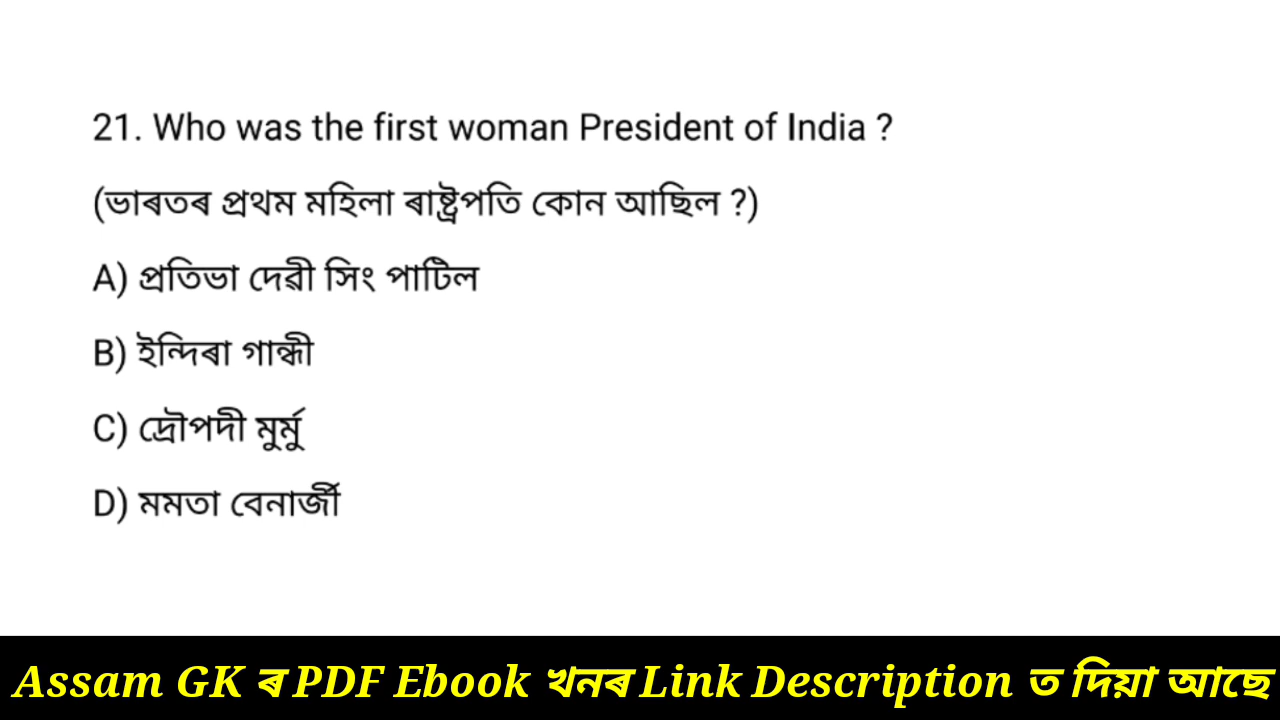 21. Who was the first woman President of India ?
(ভাৰতৰ প্ৰথম মহিলা ৰাষ্ট্ৰপতি কোন আছিল ?)
A) প্ৰতিভা দেৱী সিং পাটিল
B) ইন্দিৰা গান্ধী
C) দ্ৰৌপদী মুৰ্মু
D) মমতা বেনাৰ্জী
Assam GK ৰ PDF Ebook খনৰ Link Description ত দিয়া আছে